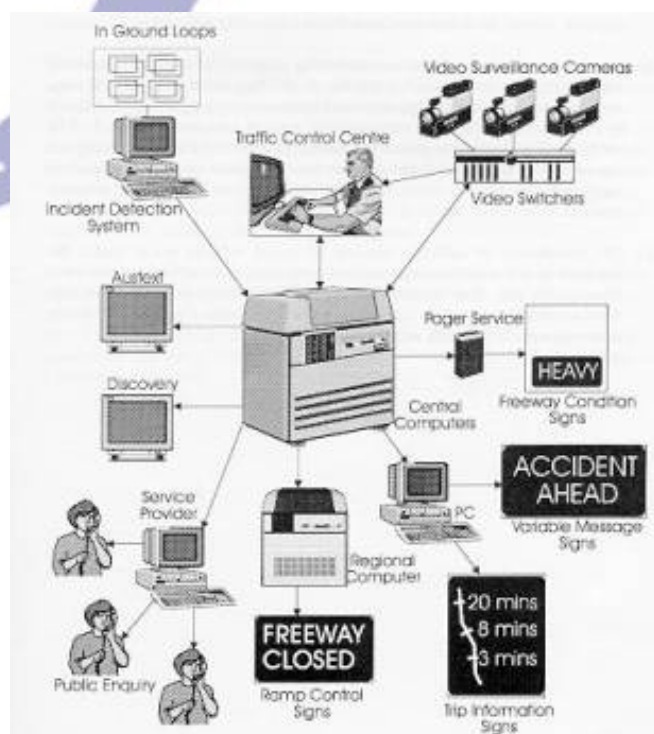 In Ground Loops
Video Surveillance Cameras
Traffic Control Centre
Video Switchers
Incident Detection
System
Austext
Pager Service
HEAVY
Freeway Condition
Signs
Discovery
Central
Computers
ACCIDENT
AHEAD
Variable Message
Signs
PC
Service
Provider
Regional
Computer
FREEWAY
CLOSED
Ramp Control
Signs
20 mins
8 mins
3 mins
Trip Information
Signs
Public Enquiry